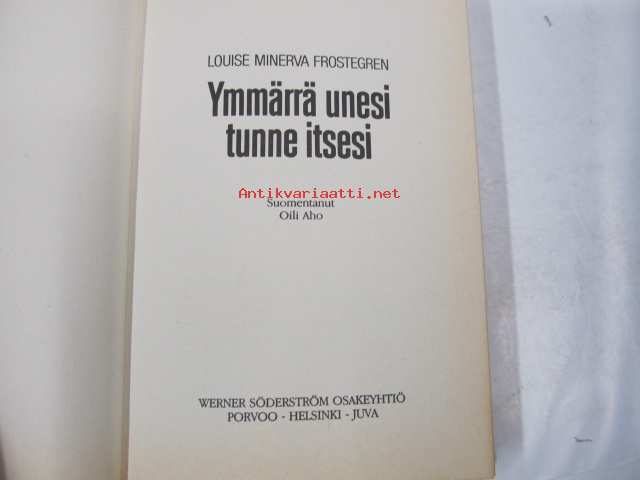 LOUISE MINERVA FROSTEGREN
Ymmärrä unesi
tunne itsesi
Antikvariaatti.net
Suomentanut
Oili Aho
WERNER SÖDERSTRÖM OSAKEYHTIÖ
PORVOO - HELSINKI - JUVA